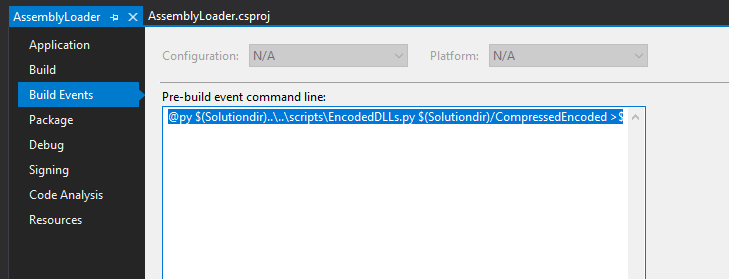 AssemblyLoader
AssemblyLoader.csproj
Application
Build
Build Events
Package
Debug
Signing
Code Analysis
Resources
Configuration: N/A
Platform: N/A
Pre-build event command line:
@py $(Solutiondir)..\..\scripts\EncodedDLLs.py $(Solutiondir)/CompressedEncoded > $